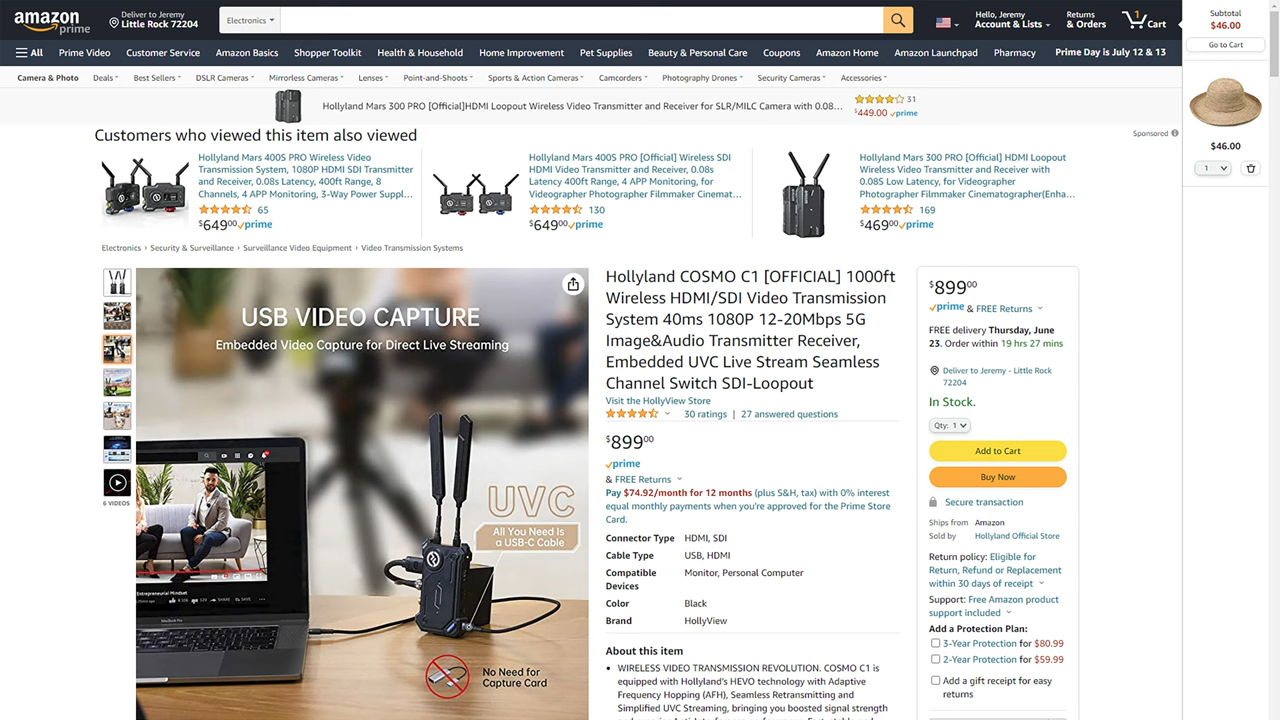 amazon
prime
Deliver to Jeremy
Little Rock 72204
Electronics
Hello, Jeremy
Account & Lists
Returns
& Orders
1
Cart
Subtotal
$46.00
Go to Cart
$46.00
1
All
Prime Video
Customer Service
Amazon Basics
Shopper Toolkit
Health & Household
Home Improvement
Pet Supplies
Beauty & Personal Care
Coupons
Amazon Home
Amazon Launchpad
Pharmacy
Prime Day is July 12 & 13
Camera & Photo
Deals
Best Sellers
DSLR Cameras
Mirrorless Cameras
Lenses
Point-and-Shoots
Sports & Action Cameras
Camcorders
Photography Drones
Security Cameras
Accessories
Hollyland Mars 300 PRO [Official]HDMI Loopout Wireless Video Transmitter and Receiver for SLR/MILC Camera with 0.08...
31
$449.00 prime
Customers who viewed this item also viewed
Sponsored
Hollyland Mars 400S PRO Wireless Video
Transmission System, 1080P HDMI SDI Transmitter
and Receiver, 0.08s Latency, 400ft Range, 8
Channels, 4 APP Monitoring, 3-Way Power Suppl...
65
$64900 prime
Hollyland Mars 400S PRO [Official] Wireless SDI
HDMI Video Transmitter and Receiver, 0.08s
Latency 400ft Range, 4 APP Monitoring, for
Videographer Photographer Filmmaker Cinemat...
130
$64900 prime
Hollyland Mars 300 PRO [Official] HDMI Loopout
Wireless Video Transmitter and Receiver with
0.08S Low Latency, for Videographer
Photographer Filmmaker Cinematographer(Enha...
169
$46900 prime
Electronics › Security & Surveillance › Surveillance Video Equipment › Video Transmission Systems
6 VIDEOS
USB VIDEO CAPTURE
Embedded Video Capture for Direct Live Streaming
UVC
All You Need Is
a USB-C Cable
Entrepreneurial Mindset
SHARE
SAVE
MacBook Pro
No Need for
Capture Card
Hollyland COSMO C1 [OFFICIAL] 1000ft
Wireless HDMI/SDI Video Transmission
System 40ms 1080P 12-20Mbps 5G
Image&Audio Transmitter Receiver,
Embedded UVC Live Stream Seamless
Channel Switch SDI-Loopout
Visit the HollyView Store
30 ratings | 27 answered questions
$89900
prime
& FREE Returns
Pay $74.92/month for 12 months (plus S&H, tax) with 0% interest
equal monthly payments when you're approved for the Prime Store
Card.
Connector Type HDMI, SDI
Cable Type USB, HDMI
Compatible Devices Monitor, Personal Computer
Color Black
Brand HollyView
About this item
• WIRELESS VIDEO TRANSMISSION REVOLUTION. COSMO C1 is
equipped with Hollyland's HEVO technology with Adaptive
Frequency Hopping (AFH), Seamless Retransmitting and
Simplified UVC Streaming, bringing you boosted signal strength
$89900
prime & FREE Returns
FREE delivery Thursday, June
23. Order within 19 hrs 27 mins
Deliver to Jeremy - Little Rock
72204
In Stock.
Qty: 1
Add to Cart
Buy Now
Secure transaction
Ships from Amazon
Sold by Hollyland Official Store
Return policy: Eligible for
Return, Refund or Replacement
within 30 days of receipt
Support: Free Amazon product
support included
Add a Protection Plan:
3-Year Protection for $80.99
2-Year Protection for $59.99
Add a gift receipt for easy
returns